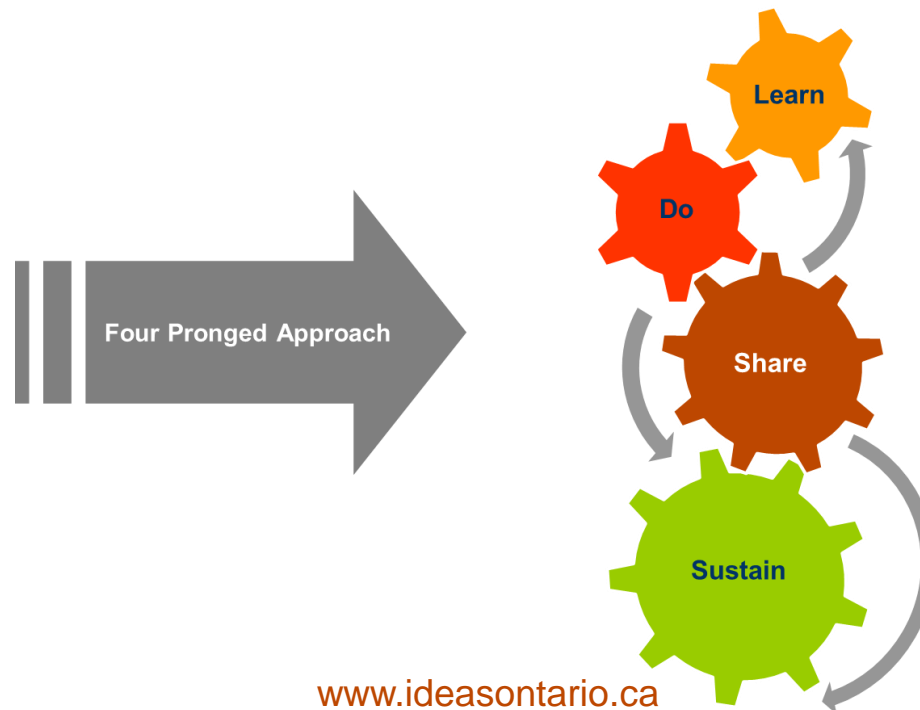 Learn
Do
Four Pronged Approach
Share
Sustain
www.ideasontario.ca